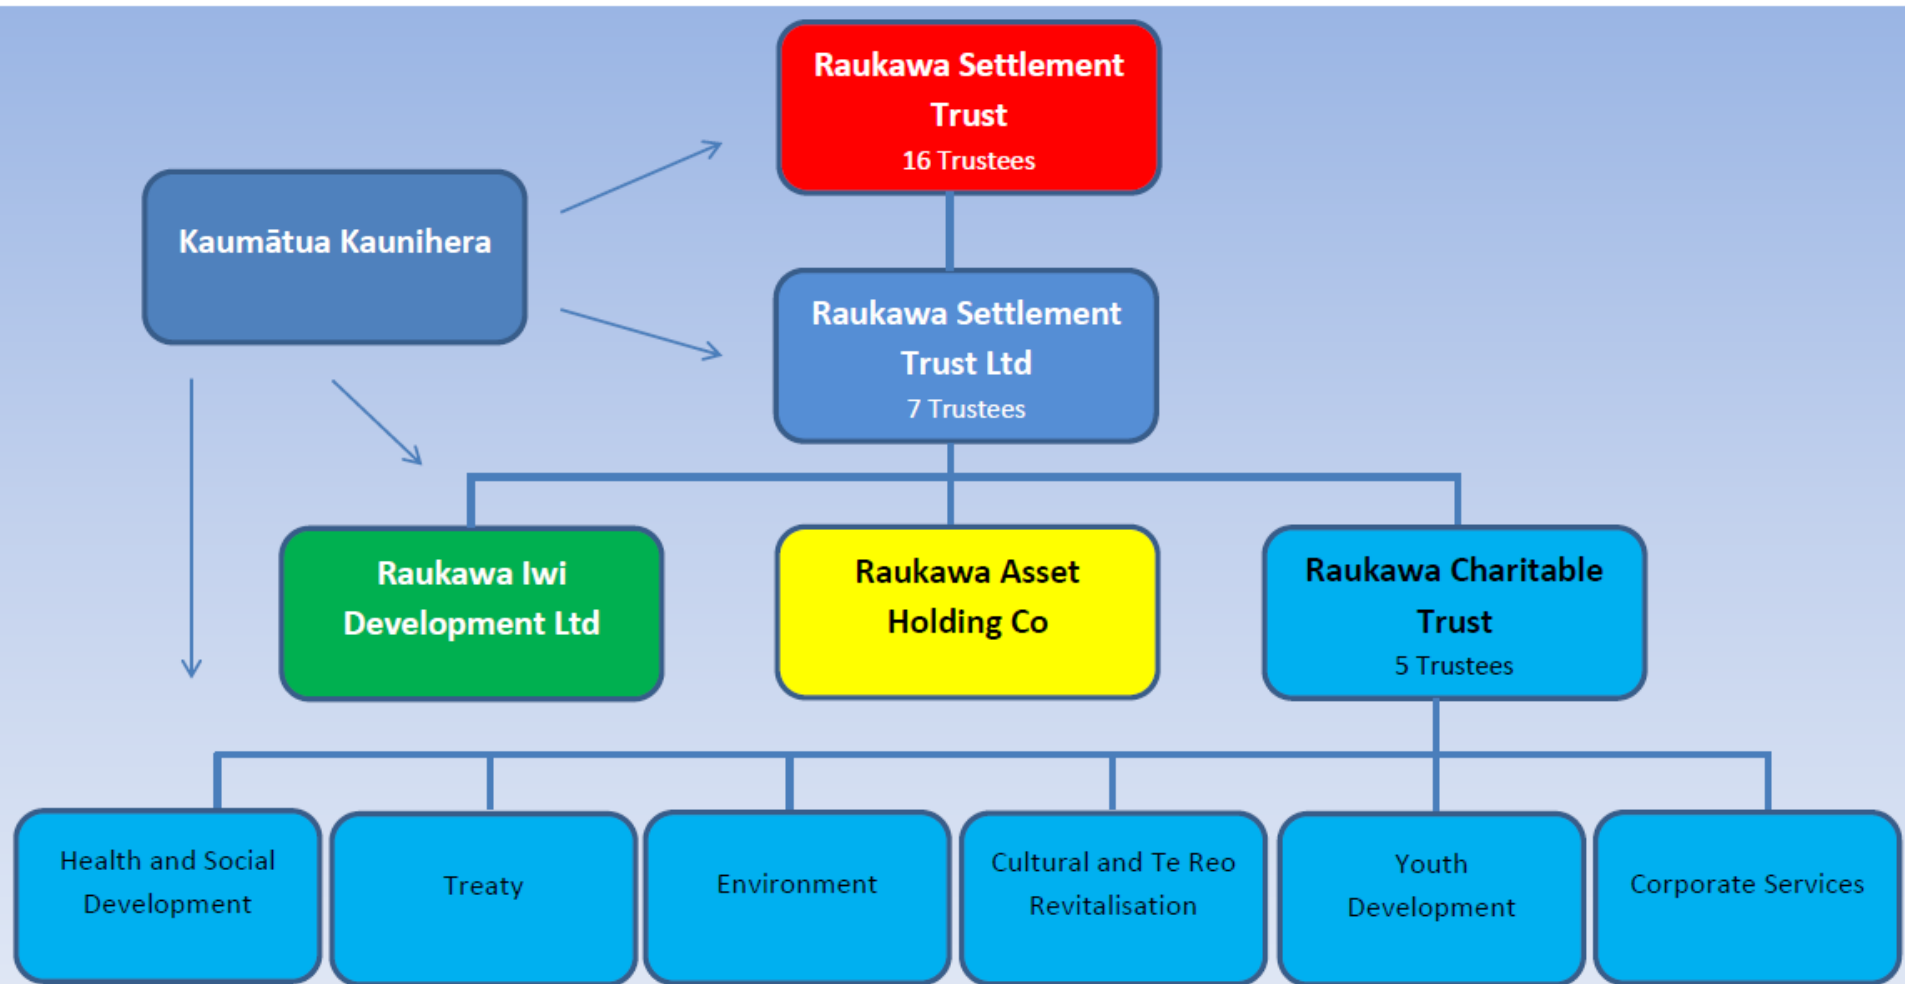 Raukawa Settlement
Trust
16 Trustees
Kaumātua Kaunihera
Raukawa Settlement
Trust Ltd
7 Trustees
Raukawa Iwi
Development Ltd
Raukawa Asset
Holding Co
Raukawa Charitable
Trust
5 Trustees
Health and Social
Development
Treaty
Environment
Cultural and Te Reo
Revitalisation
Youth
Development
Corporate Services